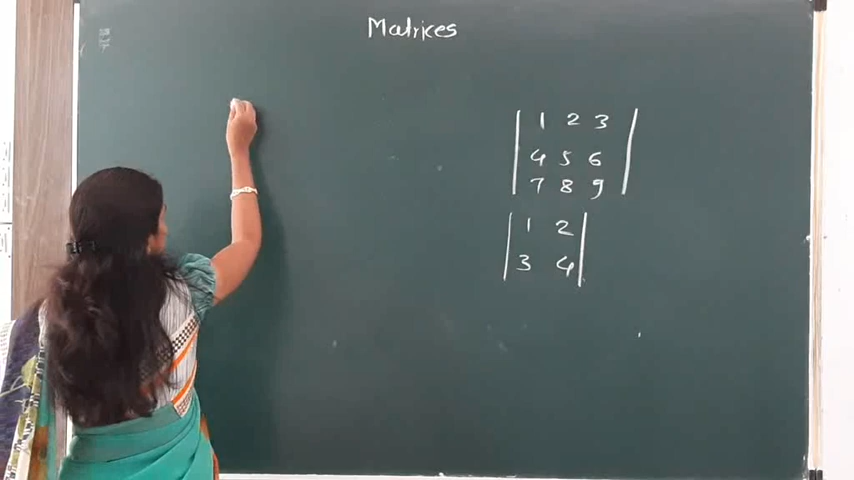 Matrices
| 1 2 3 |
| 4 5 6 |
| 7 8 9 |
| 1 2 |
| 3 4 |